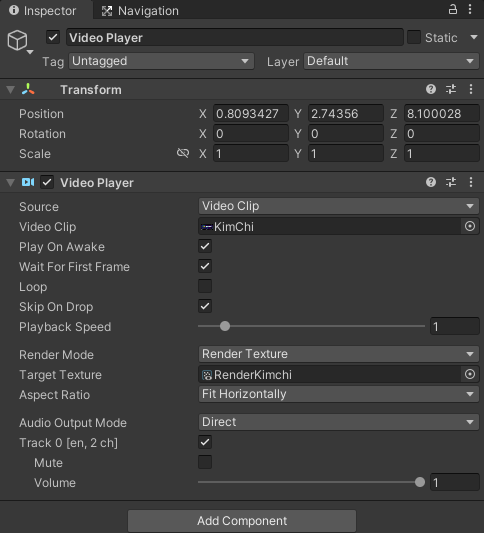 Inspector Navigation
Video Player Static
Tag Untagged Layer Default
Transform
Position X 0.8093427 Y 2.74356 Z 8.100028
Rotation X 0 Y 0 Z 0
Scale X 1 Y 1 Z 1
Video Player
Source Video Clip
Video Clip KimChi
Play On Awake
Wait For First Frame
Loop
Skip On Drop
Playback Speed 1
Render Mode Render Texture
Target Texture RenderKimchi
Aspect Ratio Fit Horizontally
Audio Output Mode Direct
Track 0 [en, 2 ch]
Mute
Volume 1
Add Component